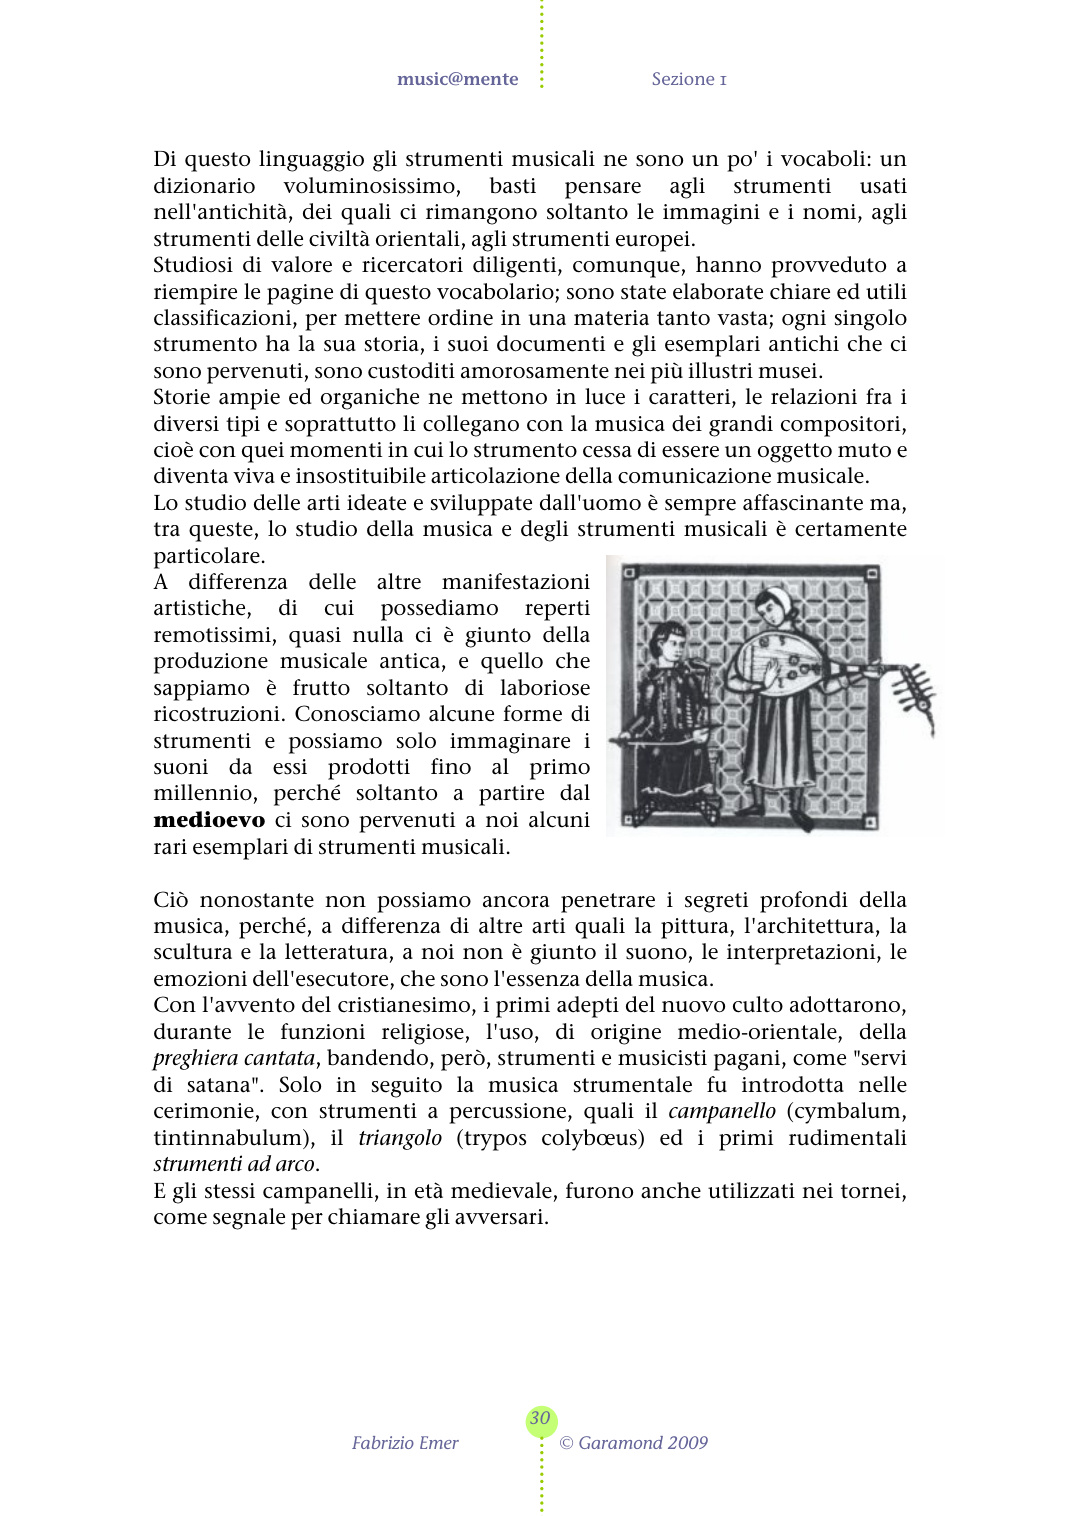 music@mente
Sezione 1
Di questo linguaggio gli strumenti musicali ne sono un po' i vocaboli: un
dizionario voluminosissimo, basti pensare agli strumenti usati
nell'antichità, dei quali ci rimangono soltanto le immagini e i nomi, agli
strumenti delle civiltà orientali, agli strumenti europei.
Studiosi di valore e ricercatori diligenti, comunque, hanno provveduto a
riempire le pagine di questo vocabolario; sono state elaborate chiare ed utili
classificazioni, per mettere ordine in una materia tanto vasta; ogni singolo
strumento ha la sua storia, i suoi documenti e gli esemplari antichi che ci
sono pervenuti, sono custoditi amorosamente nei più illustri musei.
Storie ampie ed organiche ne mettono in luce i caratteri, le relazioni fra i
diversi tipi e soprattutto li collegano con la musica dei grandi compositori,
cioè con quei momenti in cui lo strumento cessa di essere un oggetto muto e
diventa viva e insostituibile articolazione della comunicazione musicale.
Lo studio delle arti ideate e sviluppate dall'uomo è sempre affascinante ma,
tra queste, lo studio della musica e degli strumenti musicali è certamente
particolare.
A differenza delle altre manifestazioni
artistiche, di cui possediamo reperti
remotissimi, quasi nulla ci è giunto della
produzione musicale antica, e quello che
sappiamo è frutto soltanto di laboriose
ricostruzioni. Conosciamo alcune forme di
strumenti e possiamo solo immaginare i
suoni da essi prodotti fino al primo
millennio, perché soltanto a partire dal
medioevo ci sono pervenuti a noi alcuni
rari esemplari di strumenti musicali.
Ciò nonostante non possiamo ancora penetrare i segreti profondi della
musica, perché, a differenza di altre arti quali la pittura, l'architettura, la
scultura e la letteratura, a noi non è giunto il suono, le interpretazioni, le
emozioni dell'esecutore, che sono l'essenza della musica.
Con l'avvento del cristianesimo, i primi adepti del nuovo culto adottarono,
durante le funzioni religiose, l'uso, di origine medio-orientale, della
preghiera cantata, bandendo, però, strumenti e musicisti pagani, come "servi
di satana". Solo in seguito la musica strumentale fu introdotta nelle
cerimonie, con strumenti a percussione, quali il campanello (cymbalum,
tintinnabulum), il triangolo (trypos colybœus) ed i primi rudimentali
strumenti ad arco.
E gli stessi campanelli, in età medievale, furono anche utilizzati nei tornei,
come segnale per chiamare gli avversari.
30
Fabrizio Emer
© Garamond 2009